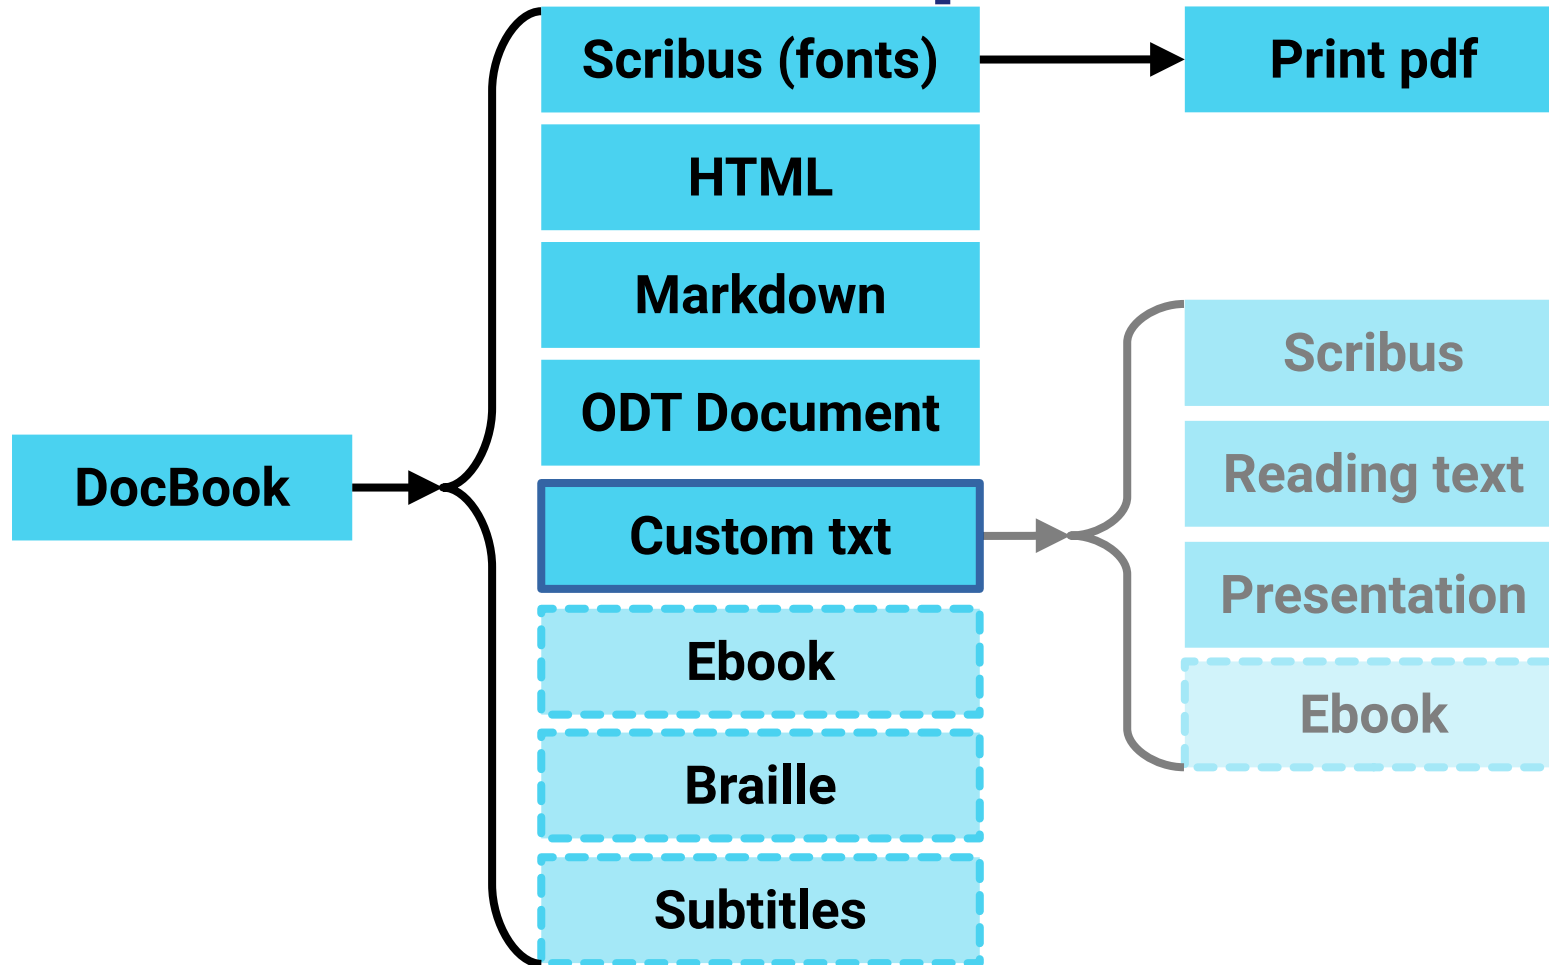 Scribus (fonts)
Print pdf
HTML
Markdown
ODT Document
DocBook
Custom txt
Ebook
Braille
Subtitles
Scribus
Reading text
Presentation
Ebook